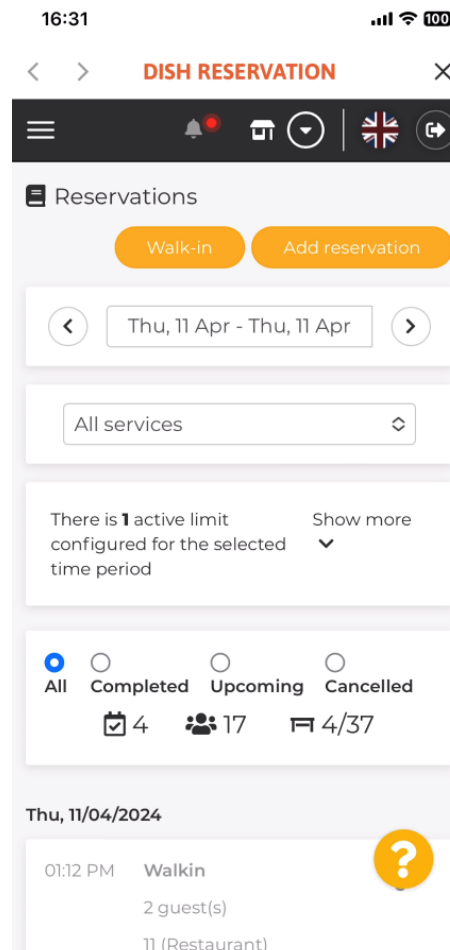 16:31
100
DISH RESERVATION
Reservations
Walk-in
Add reservation
Thu, 11 Apr - Thu, 11 Apr
All services
There is 1 active limit
configured for the selected
time period
Show more
All
Completed
Upcoming
Cancelled
4
17
4/37
Thu, 11/04/2024
01:12 PM
Walkin
?
2 guest(s)
11 (Restaurant)